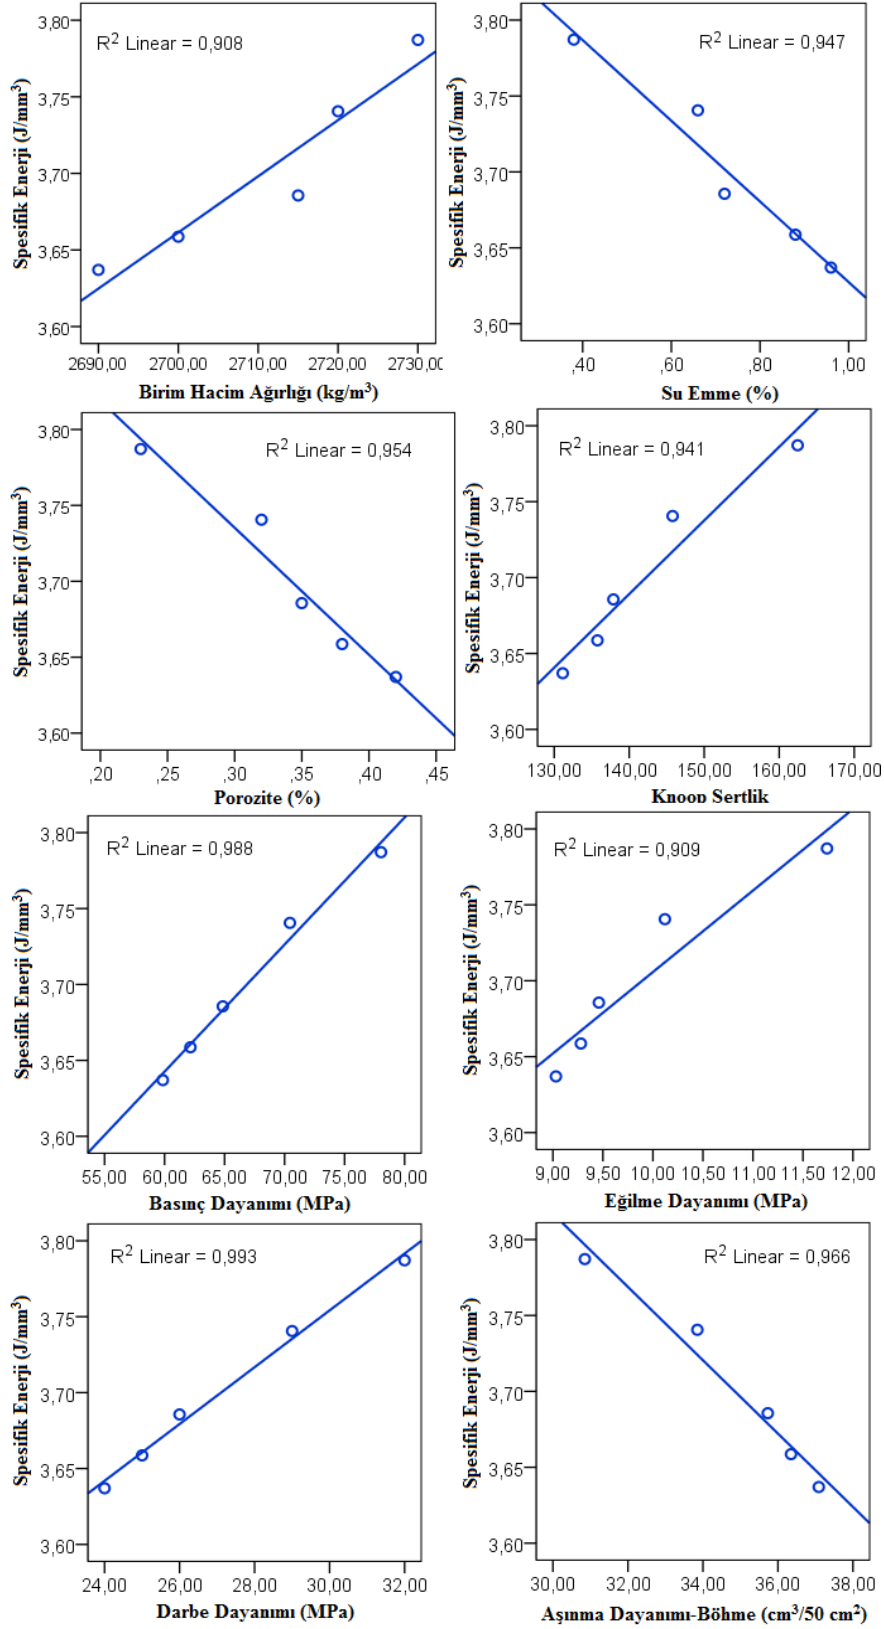 R² Linear = 0,908
Spesifik Enerji (J/mm³)
3,80
3,75
3,70
3,65
3,60
2690,00 2700,00 2710,00 2720,00 2730,00
Birim Hacim Ağırlığı (kg/m³)
R² Linear = 0,947
Spesifik Enerji (J/mm³)
3,80
3,75
3,70
3,65
3,60
,40 ,60 ,80 1,00
Su Emme (%)
R² Linear = 0,954
Spesifik Enerji (J/mm³)
3,80
3,75
3,70
3,65
3,60
,20 ,25 ,30 ,35 ,40 ,45
Porozite (%)
R² Linear = 0,941
Spesifik Enerji (J/mm³)
3,80
3,75
3,70
3,65
3,60
130,00 140,00 150,00 160,00 170,00
Knoop Sertlik
R² Linear = 0,988
Spesifik Enerji (J/mm³)
3,80
3,75
3,70
3,65
3,60
55,00 60,00 65,00 70,00 75,00 80,00
Basınç Dayanımı (MPa)
R² Linear = 0,909
Spesifik Enerji (J/mm³)
3,80
3,75
3,70
3,65
3,60
9,00 9,50 10,00 10,50 11,00 11,50 12,00
Eğilme Dayanımı (MPa)
R² Linear = 0,993
Spesifik Enerji (J/mm³)
3,80
3,75
3,70
3,65
3,60
24,00 26,00 28,00 30,00 32,00
Darbe Dayanımı (MPa)
R² Linear = 0,966
Spesifik Enerji (J/mm³)
3,80
3,75
3,70
3,65
3,60
30,00 32,00 34,00 36,00 38,00
Aşınma Dayanımı-Böhme (cm³/50 cm²)